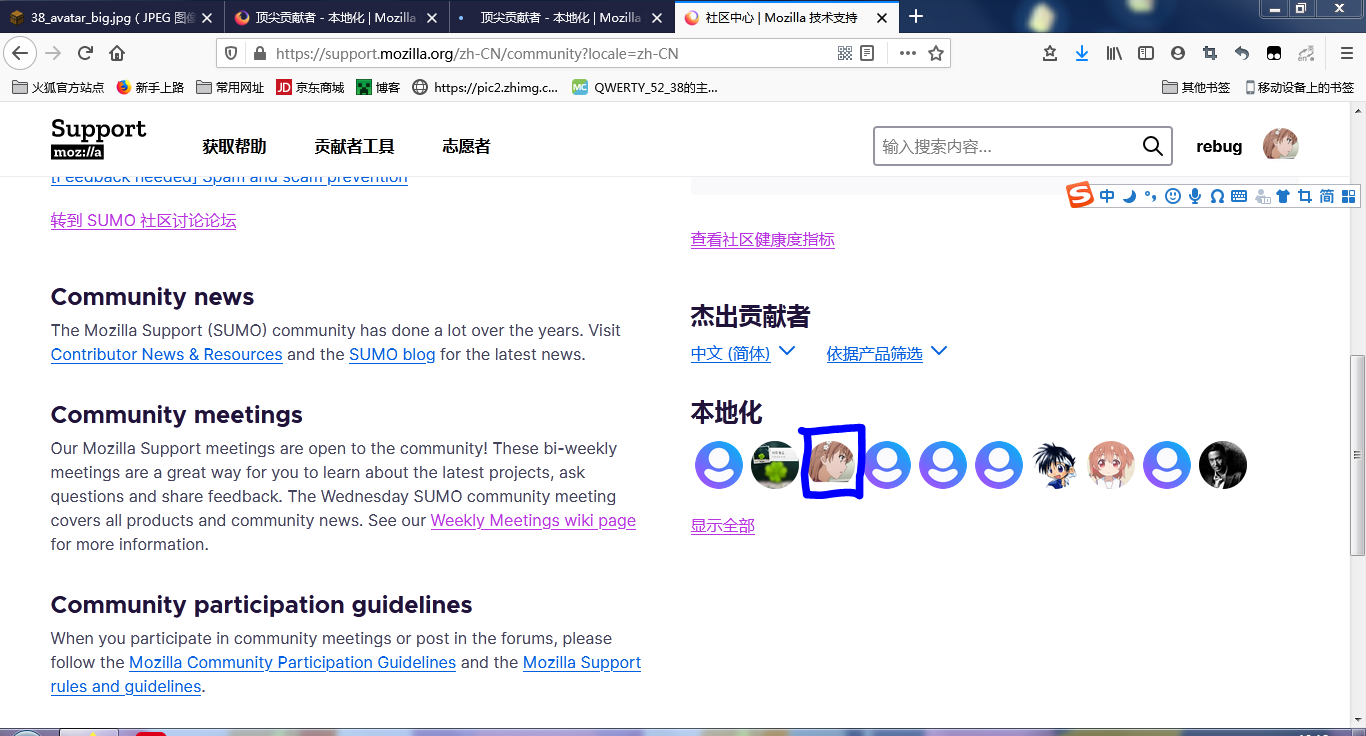 38_avatar_big.jpg ( JPEG 图像
顶尖贡献者 - 本地化 | Mozilla
顶尖贡献者 - 本地化 | Mozilla
社区中心 | Mozilla 技术支持
https://support.mozilla.org/zh-CN/community?locale=zh-CN
火狐官方站点
新手上路
常用网址
JD
京东商城
博客
https://pic2.zhimg.c...
MC
QWERTY_52_38的主...
其他书签
移动设备上的书签
Support
moz://a
获取帮助
贡献者工具
志愿者
输入搜索内容...
rebug
[Feedback needed] Spam and scam prevention
S 中 简
转到 SUMO 社区讨论论坛
查看社区健康度指标
Community news
The Mozilla Support (SUMO) community has done a lot over the years. Visit
Contributor News & Resources and the SUMO blog for the latest news.
杰出贡献者
中文 (简体)
依据产品筛选
Community meetings
Our Mozilla Support meetings are open to the community! These bi-weekly
meetings are a great way for you to learn about the latest projects, ask
questions and share feedback. The Wednesday SUMO community meeting
covers all products and community news. See our Weekly Meetings wiki page
for more information.
本地化
显示全部
Community participation guidelines
When you participate in community meetings or post in the forums, please
follow the Mozilla Community Participation Guidelines and the Mozilla Support
rules and guidelines.